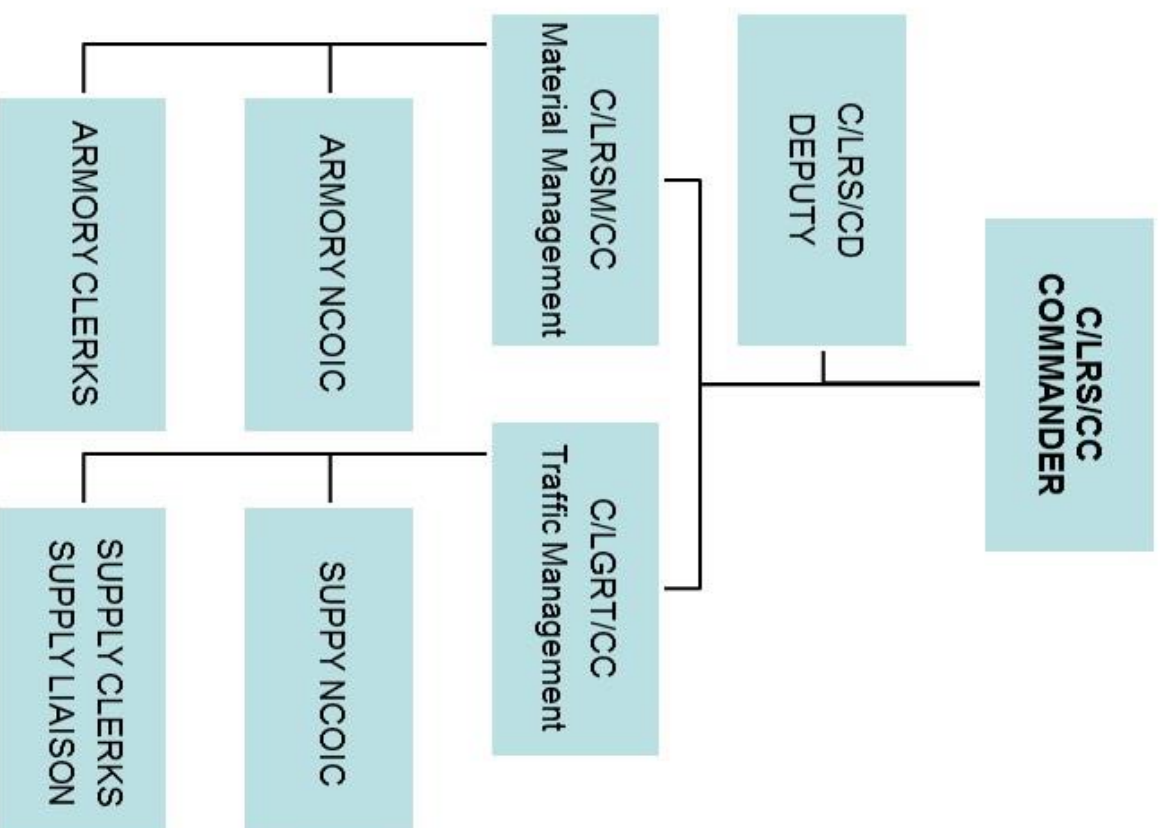 C/LRS/CC
COMMANDER
C/LRS/CD
DEPUTY
C/LRSM/CC
Material Management
C/LGRT/CC
Traffic Management
ARMORY NCOIC
SUPPY NCOIC
ARMORY CLERKS
SUPPLY CLERKS
SUPPLY LIAISON